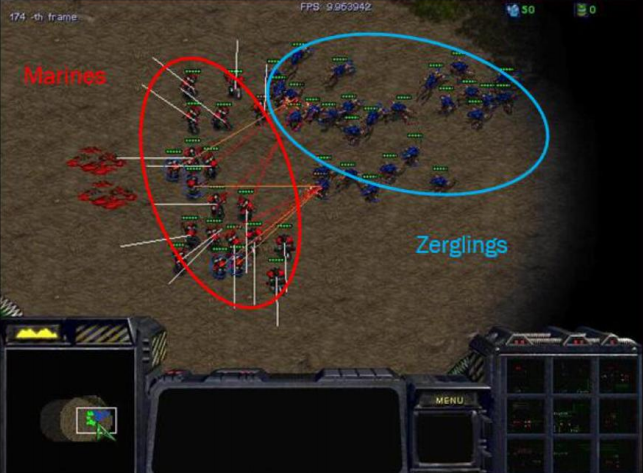 174 -th frame
FPS: 9.963942
50
0
Marines
Zerglings
MENU